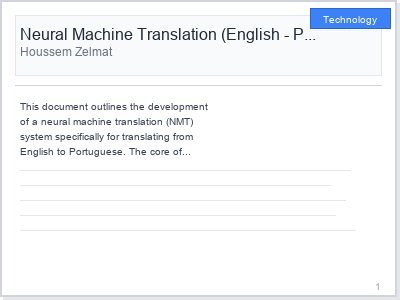 Technology
Neural Machine Translation (English - P...
Houssem Zelmat
This document outlines the development
of a neural machine translation (NMT)
system specifically for translating from
English to Portuguese. The core of...
1